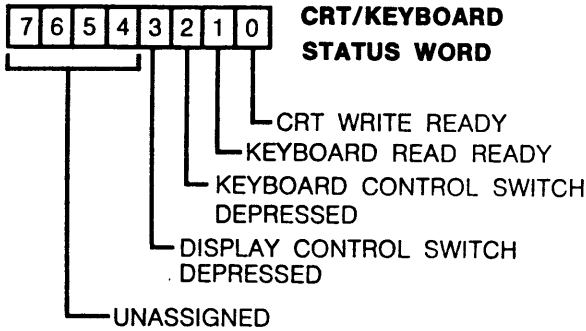 7 6 5 4 3 2 1 0
CRT/KEYBOARD
STATUS WORD
CRT WRITE READY
KEYBOARD READ READY
KEYBOARD CONTROL SWITCH
DEPRESSED
DISPLAY CONTROL SWITCH
DEPRESSED
UNASSIGNED